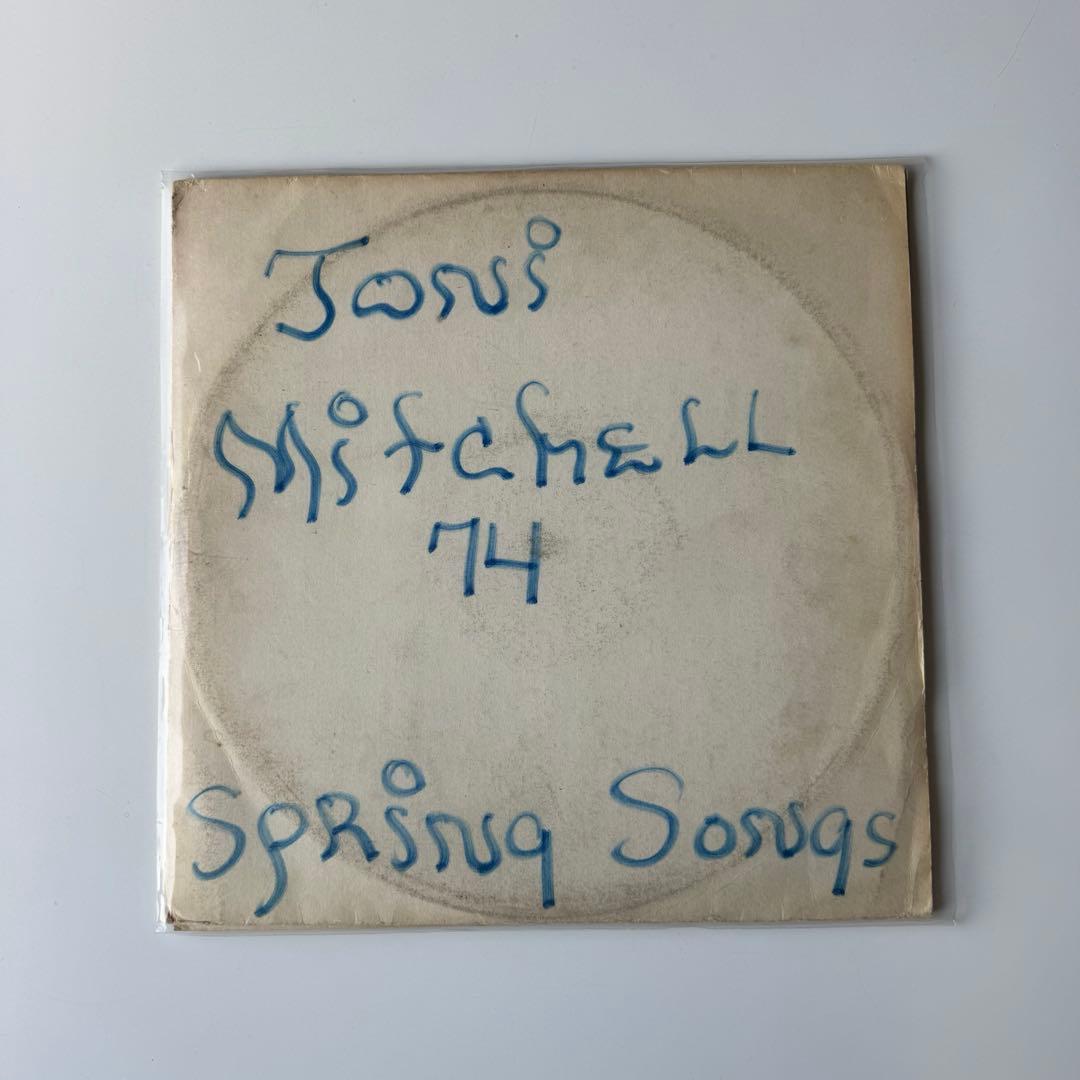 Joni
MitchELL
74
SpRing Songs